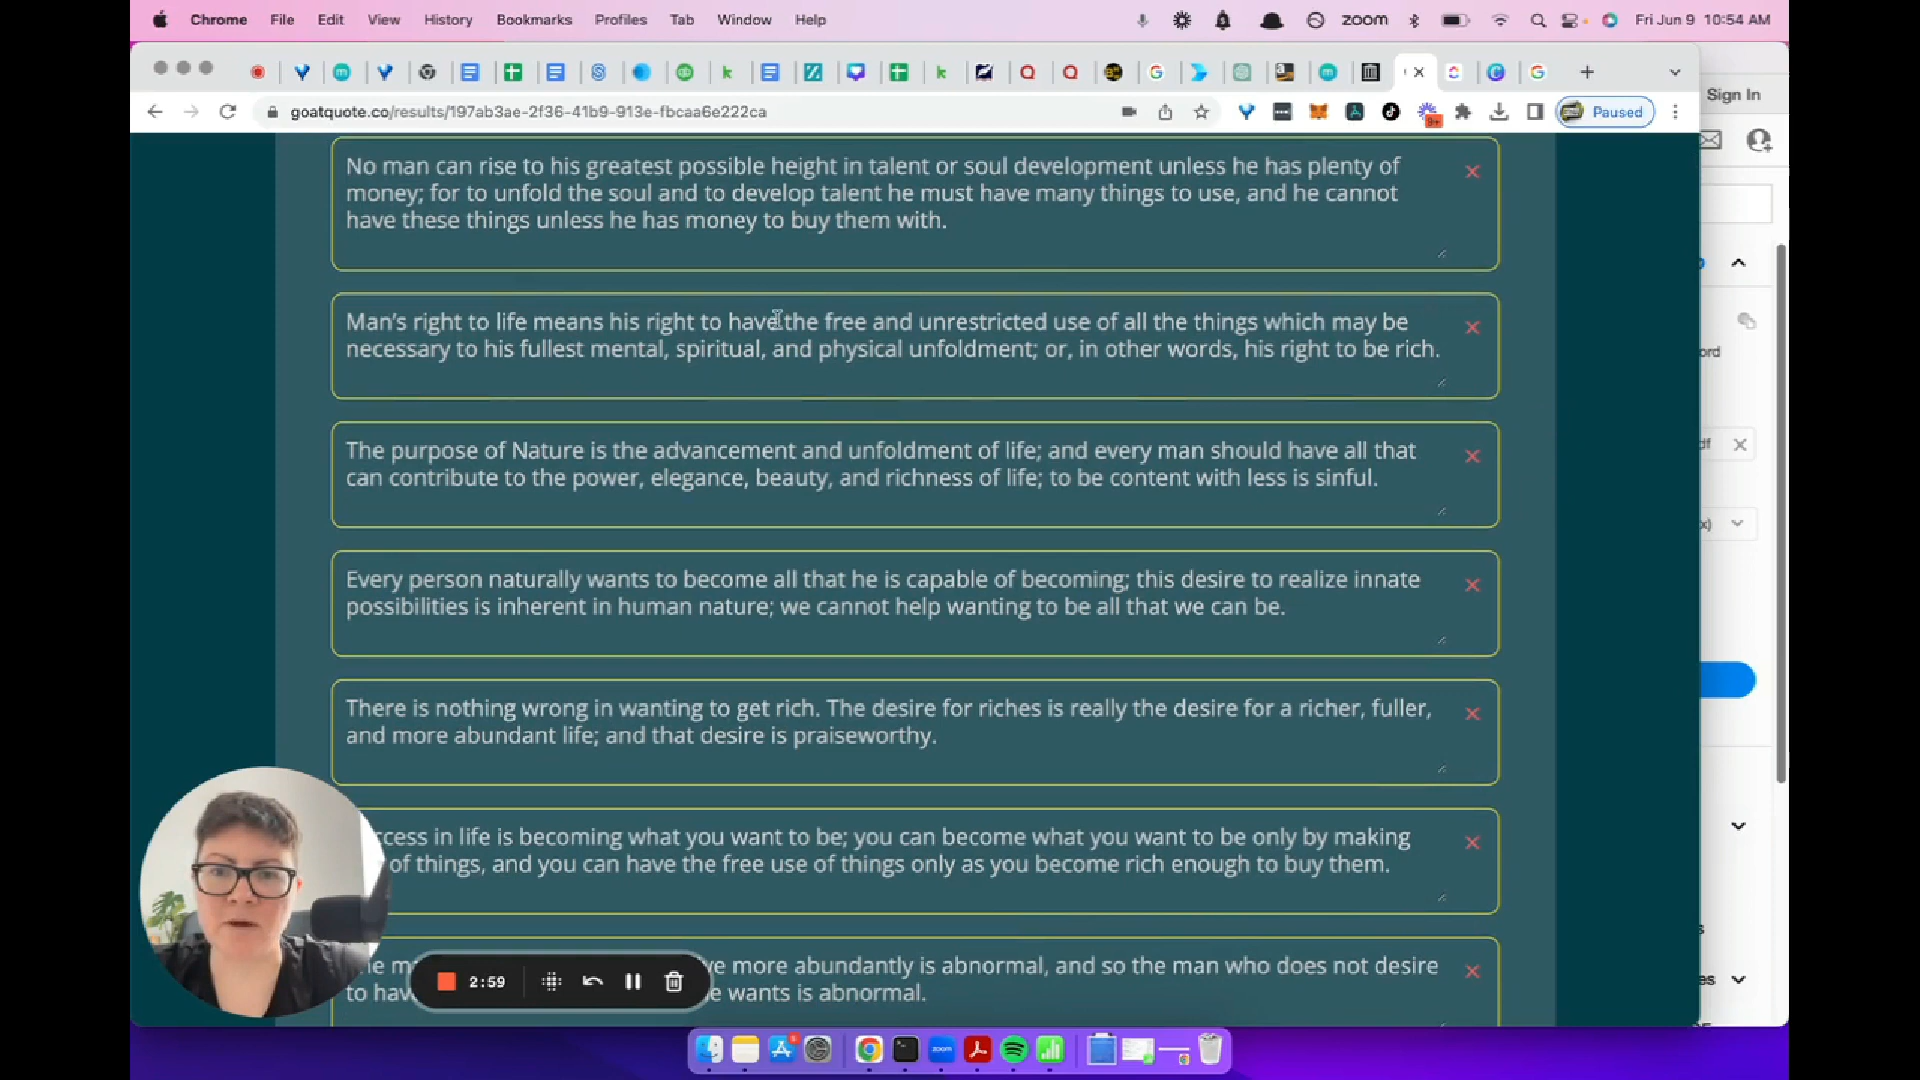 Chrome File Edit View History Bookmarks Profiles Tab Window Help
zoom Fri Jun 9 10:54 AM
Sign In
goatquote.co/results/197ab3ae-2f36-41b9-913e-fbcaa6e222ca
9+
Paused
No man can rise to his greatest possible height in talent or soul development unless he has plenty of
money; for to unfold the soul and to develop talent he must have many things to use, and he cannot
have these things unless he has money to buy them with.
Man's right to life means his right to have the free and unrestricted use of all the things which may be
necessary to his fullest mental, spiritual, and physical unfoldment; or, in other words, his right to be rich.
ord
The purpose of Nature is the advancement and unfoldment of life; and every man should have all that
can contribute to the power, elegance, beauty, and richness of life; to be content with less is sinful.
df
x)
Every person naturally wants to become all that he is capable of becoming; this desire to realize innate
possibilities is inherent in human nature; we cannot help wanting to be all that we can be.
There is nothing wrong in wanting to get rich. The desire for riches is really the desire for a richer, fuller,
and more abundant life; and that desire is praiseworthy.
ccess in life is becoming what you want to be; you can become what you want to be only by making
of things, and you can have the free use of things only as you become rich enough to buy them.
ve more abundantly is abnormal, and so the man who does not desire
to hav
e wants is abnormal.
2:59
zoom